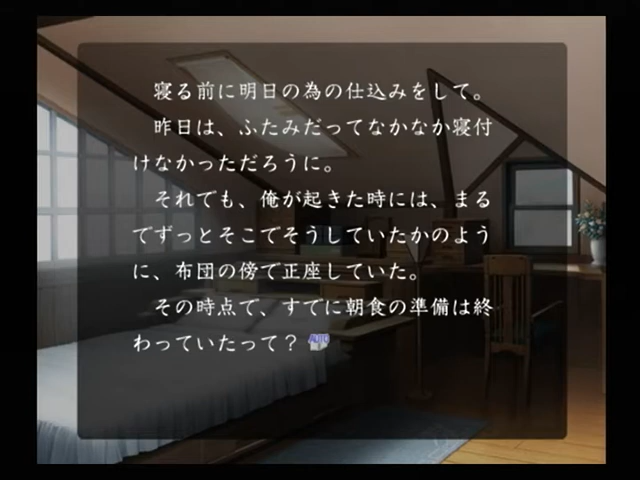 寝る前に明日の為の仕込みをして。
昨日は、ふたみだってなかなか寝付
けなかっただろうに。
それでも、俺が起きた時には、まる
でずっとそこでそうしていたかのよう
に、布団の傍で正座していた。
その時点で、すでに朝食の準備は終
わっていたって？ AUTO